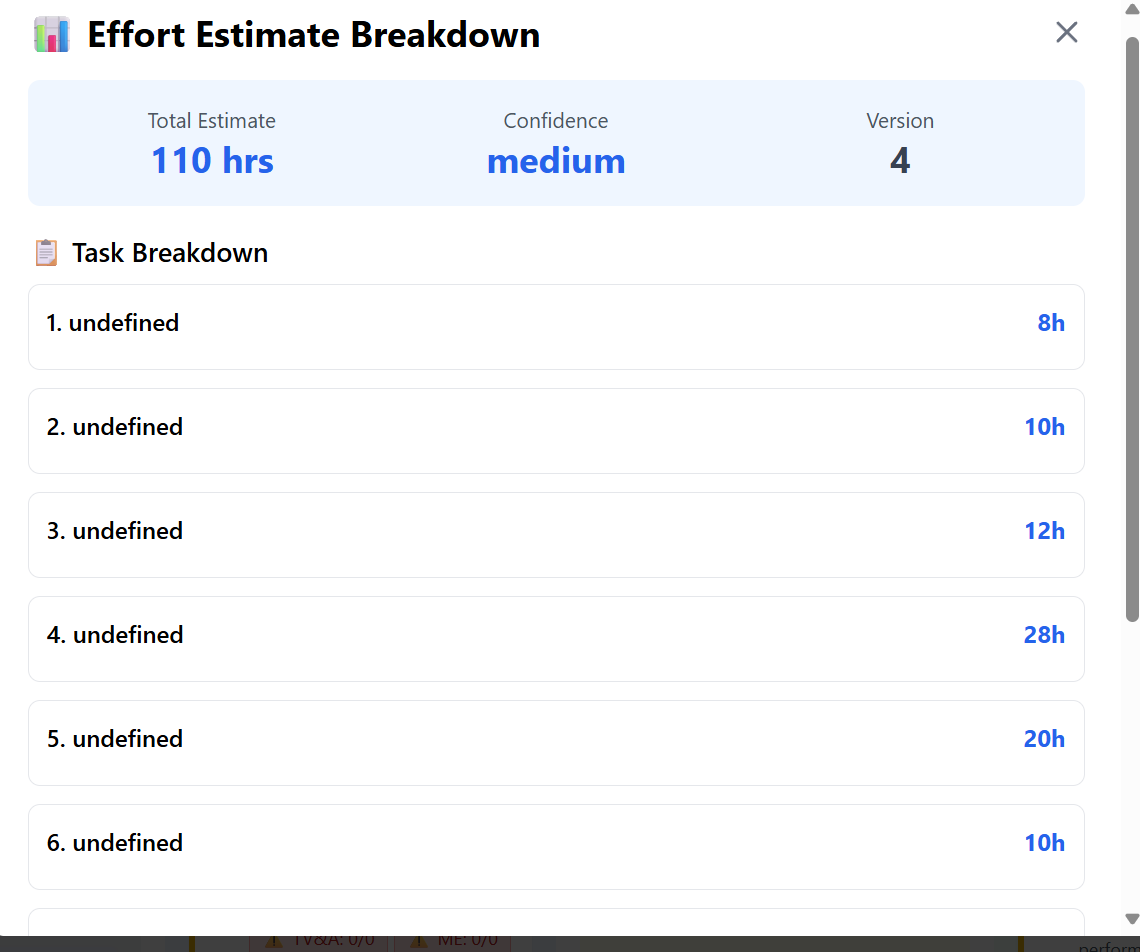 Effort Estimate Breakdown
Total Estimate
Confidence
Version
110 hrs
medium
4
Task Breakdown
1. undefined
8h
2. undefined
10h
3. undefined
12h
4. undefined
28h
5. undefined
20h
6. undefined
10h
TV&A: 0/0
ME: 0/0
perform